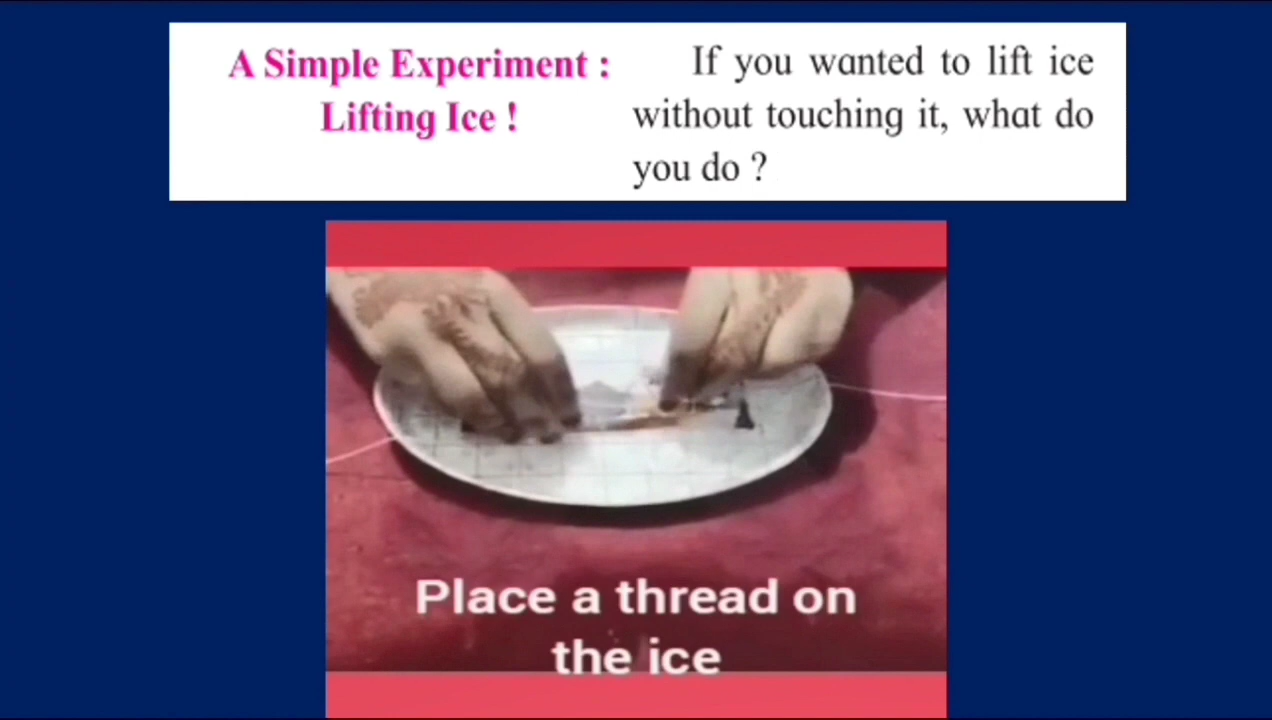 A Simple Experiment :
Lifting Ice !
If you wanted to lift ice
without touching it, what do
you do ?
Place a thread on
the ice